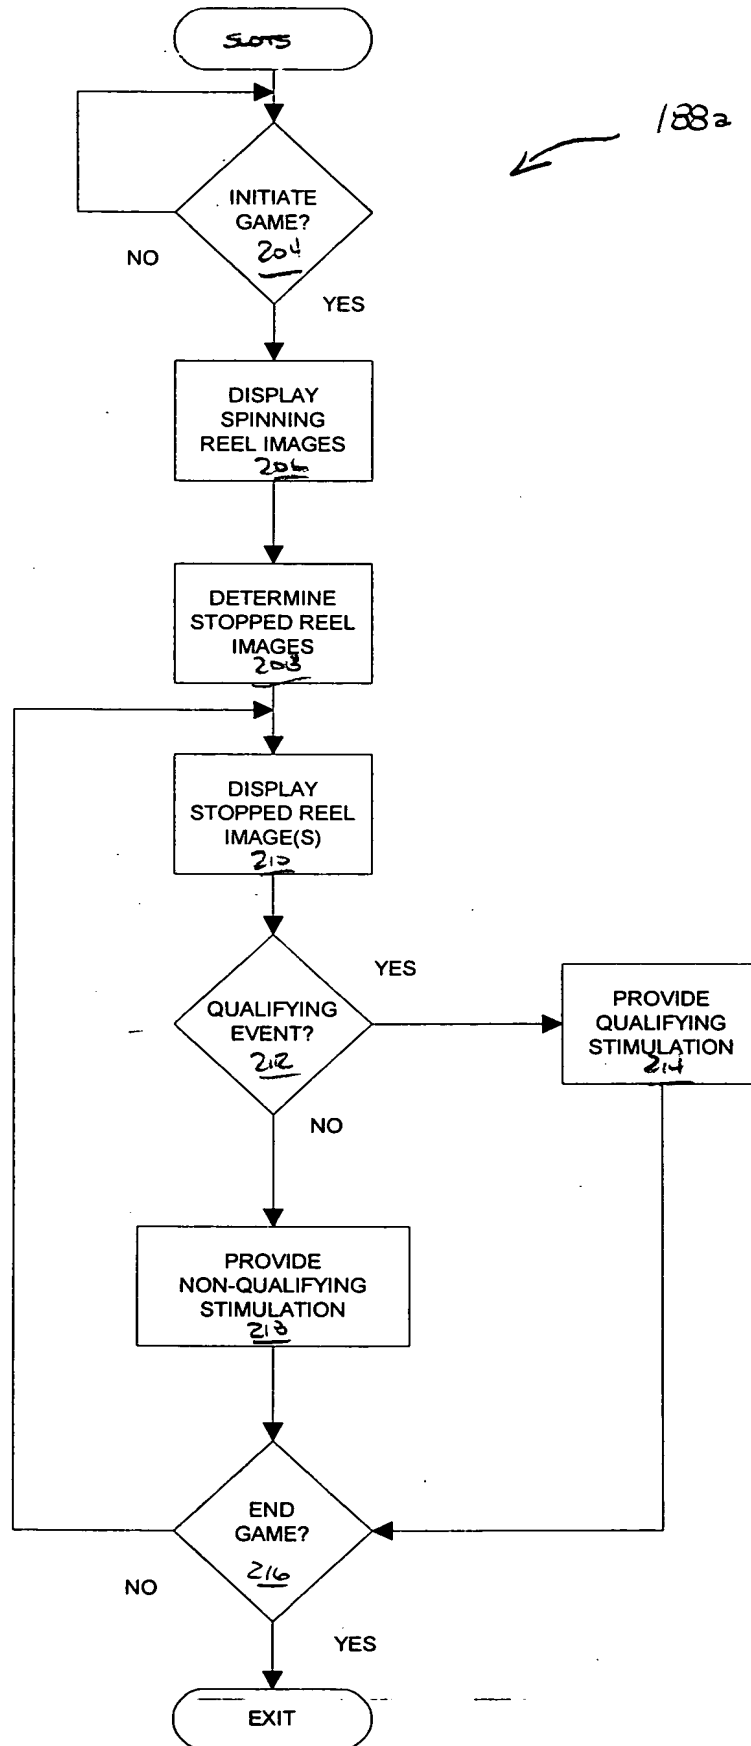 SLOTS
188a
INITIATE
GAME?
204
NO
YES
DISPLAY
SPINNING
REEL IMAGES
206
DETERMINE
STOPPED REEL
IMAGES
208
DISPLAY
STOPPED REEL
IMAGE(S)
210
YES
QUALIFYING
EVENT?
212
PROVIDE
QUALIFYING
STIMULATION
214
NO
PROVIDE
NON-QUALIFYING
STIMULATION
218
END
GAME?
216
NO
YES
EXIT